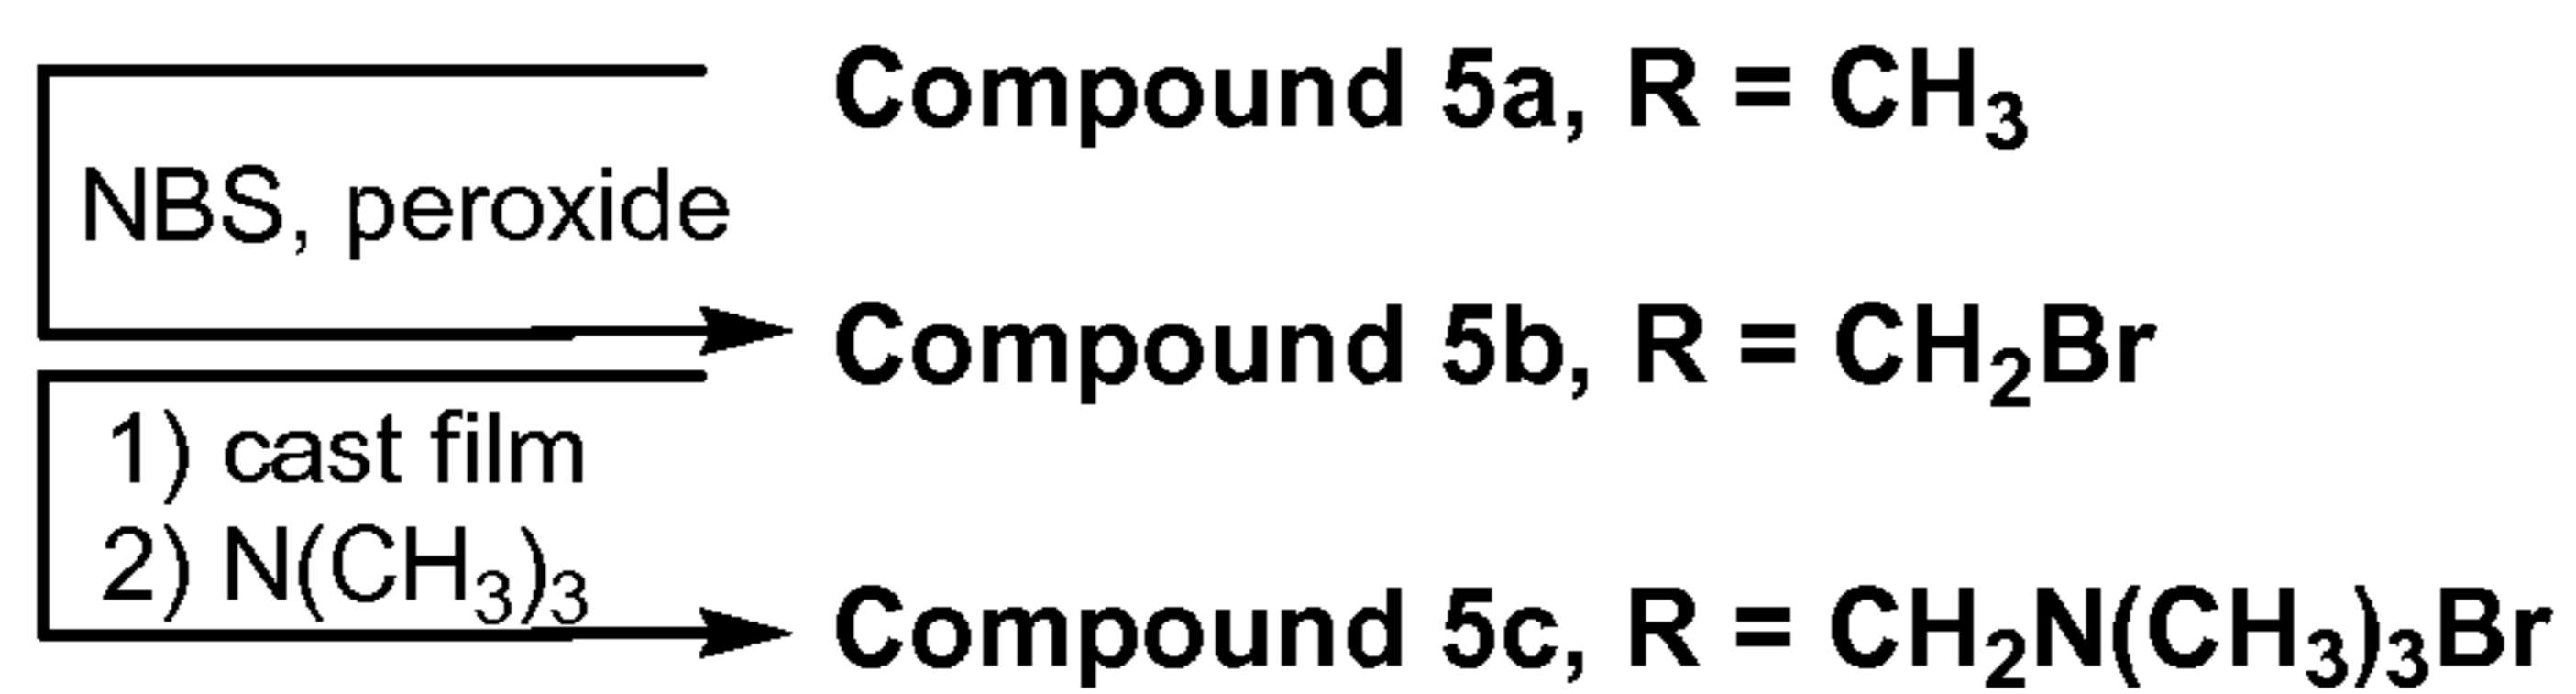 Compound 5a, R = CH₃
NBS, peroxide
Compound 5b, R = CH₂Br
1) cast film
2) N(CH₃)₃
Compound 5c, R = CH₂N(CH₃)₃Br